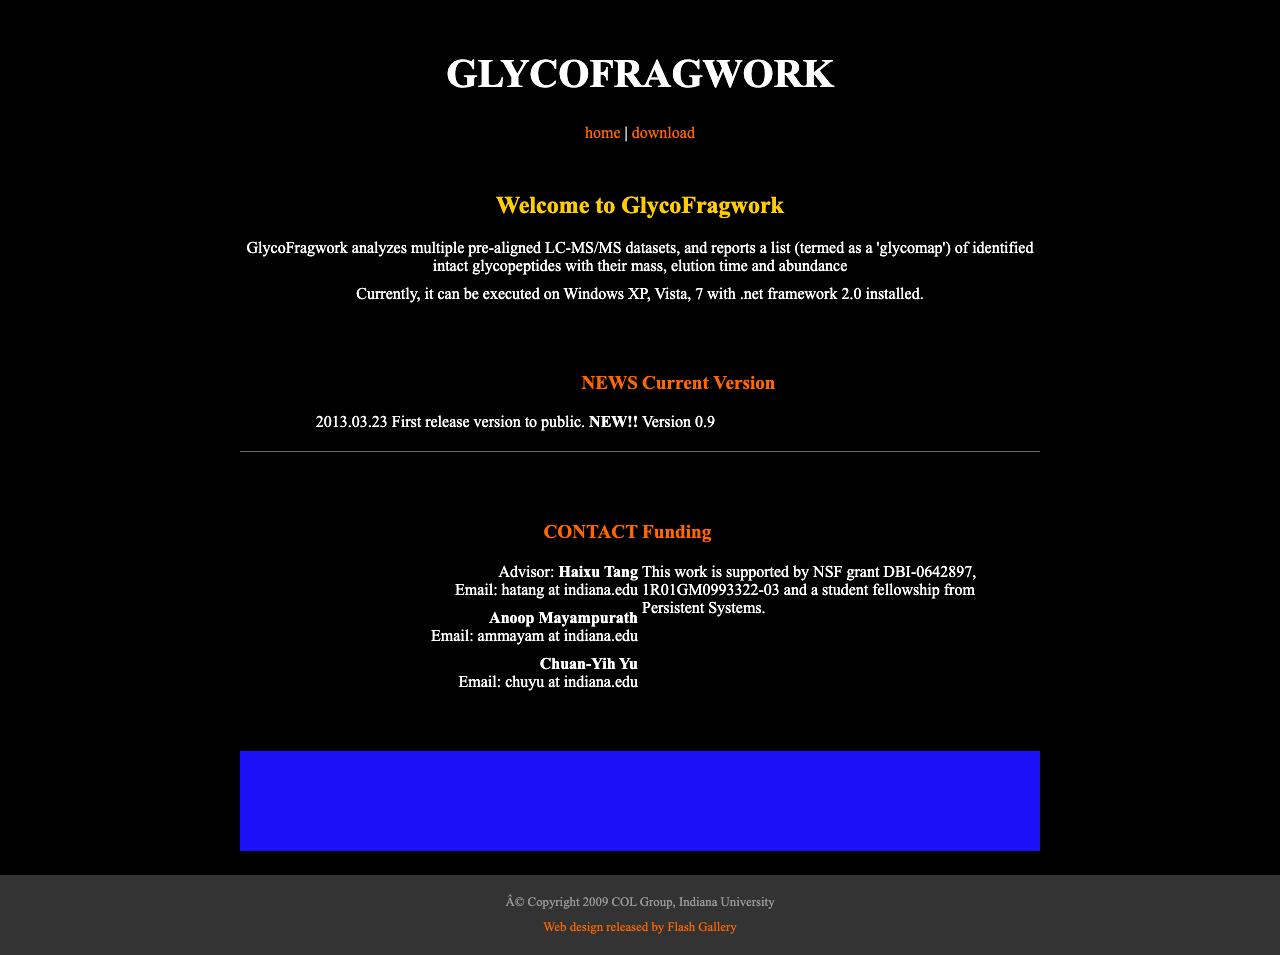 GLYCOFRAGWORK
home | download
Welcome to GlycoFragwork
GlycoFragwork analyzes multiple pre-aligned LC-MS/MS datasets, and reports a list (termed as a 'glycomap') of identified
intact glycopeptides with their mass, elution time and abundance
Currently, it can be executed on Windows XP, Vista, 7 with .net framework 2.0 installed.
NEWS
2013.03.23 First release version to public. NEW!!
Current Version
Version 0.9
CONTACT
Advisor: Haixu Tang
Email: hatang at indiana.edu
Anoop Mayampurath
Email: ammayam at indiana.edu
Chuan-Yih Yu
Email: chuyu at indiana.edu
Funding
This work is supported by NSF grant DBI-0642897,
1R01GM0993322-03 and a student fellowship from
Persistent Systems.
Â© Copyright 2009 COL Group, Indiana University
Web design released by Flash Gallery